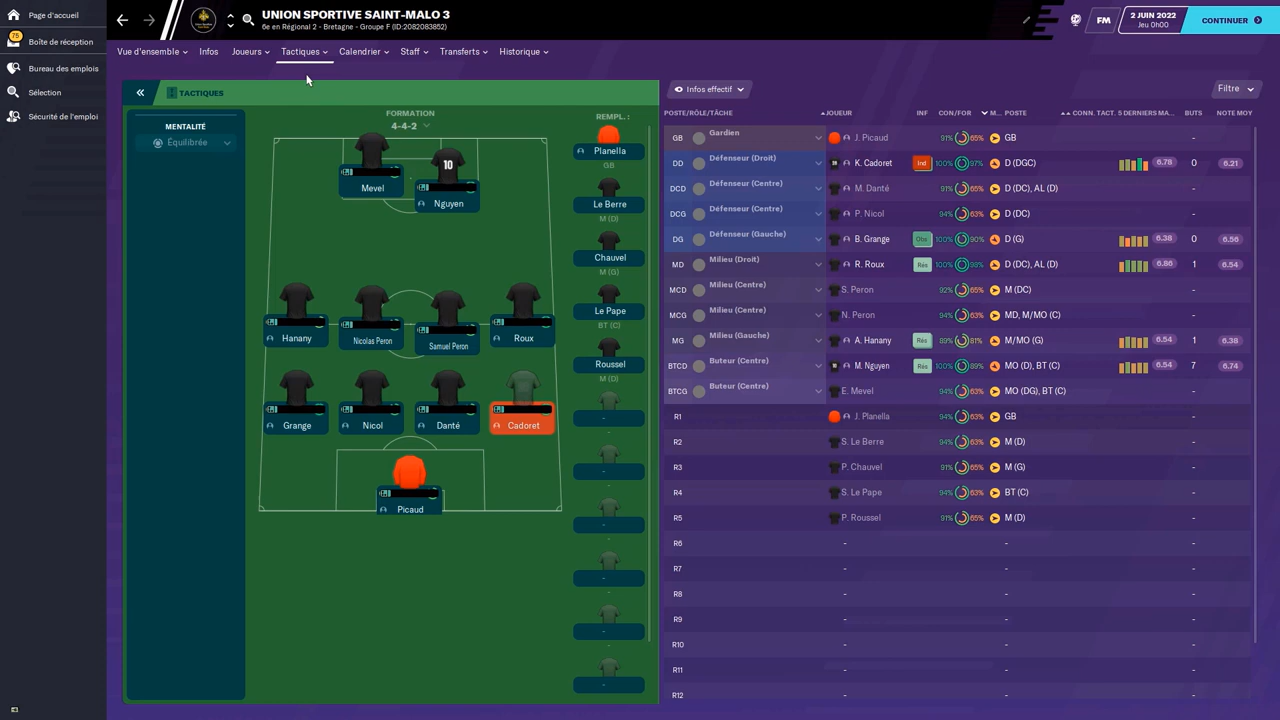 Page d'accueil
75
Boîte de réception
Bureau des emplois
Sélection
Sécurité de l'emploi
UNION SPORTIVE SAINT-MALO 3
6e en Régional 2 - Bretagne - Groupe F (ID:2082083852)
FM
2 JUIN 2022
Jeu 0h00
CONTINUER
Vue d'ensemble
Infos
Joueurs
Tactiques
Calendrier
Staff
Transferts
Historique
TACTIQUES
MENTALITÉ
Équilibrée
FORMATION
4-4-2
Mevel
10
Nguyen
Hanany
Nicolas Peron
Samuel Peron
Roux
Grange
Nicol
Danté
Cadoret
Picaud
REMPL. :
Planella
GB
Le Berre
M (D)
Chauvel
M (G)
Le Pape
BT (C)
Roussel
M (D)
-
-
-
-
-
-
-
-
-
-
-
Infos effectif
Filtre
POSTE/RÔLE/TÂCHE JOUEUR INF CON/FOR M... POSTE CONN. TACT. 5 DERNIERS MA... BUTS NOTE MOY
GB Gardien J. Picaud 91% 65% GB -
DD Défenseur (Droit) K. Cadoret Ind 100% 97% D (DGC) 6.78 0 6.21
DCD Défenseur (Centre) M. Danté 91% 65% D (DC), AL (D) -
DCG Défenseur (Centre) P. Nicol 94% 63% D (DC) -
DG Défenseur (Gauche) B. Grange Obs 100% 90% D (G) 6.38 0 6.56
MD Milieu (Droit) R. Roux Rés 100% 99% D (DC), AL (D) 6.86 1 6.54
MCD Milieu (Centre) S. Peron 92% 65% M (DC) -
MCG Milieu (Centre) N. Peron 94% 63% MD, M/MO (C) -
MG Milieu (Gauche) A. Hanany Rés 89% 81% M/MO (G) 6.54 1 6.38
BTCD Buteur (Centre) 10 M. Nguyen Rés 100% 89% MO (D), BT (C) 6.54 7 6.74
BTCG Buteur (Centre) E. Mevel 94% 63% MO (DG), BT (C) -
R1 J. Planella 94% 63% GB -
R2 S. Le Berre 94% 63% M (D) -
R3 P. Chauvel 91% 65% M (G) -
R4 S. Le Pape 94% 63% BT (C) -
R5 P. Roussel 91% 65% M (D) -
R6 - - -
R7 - - -
R8 - - -
R9 - - -
R10 - - -
R11 - - -
R12 - - -